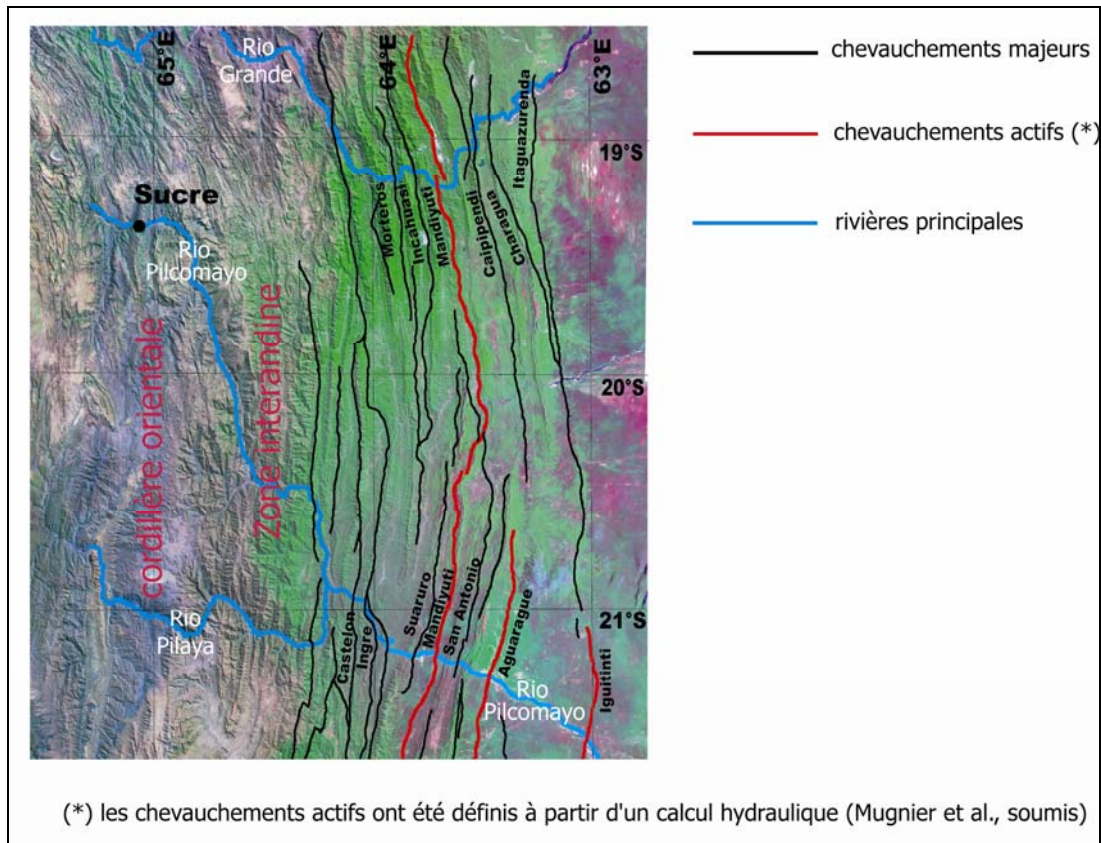 65°E
Rio
Grande
64°E
63°E
Itaguazurenda
19°S
Morteros
Incahuasi
Mandiyuti
Caipipendi
Charagua
Sucre
Rio
Pilcomayo
cordillère orientale
Zone interandine
20°S
Suaruro
Mandiyuti
San Antonio
Aguarague
21°S
Rio
Pilaya
Castelon
Ingre
Rio
Pilcomayo
Iguitinti
chevauchements majeurs
chevauchements actifs (*)
rivières principales
(*) les chevauchements actifs ont été définis à partir d'un calcul hydraulique (Mugnier et al., soumis)